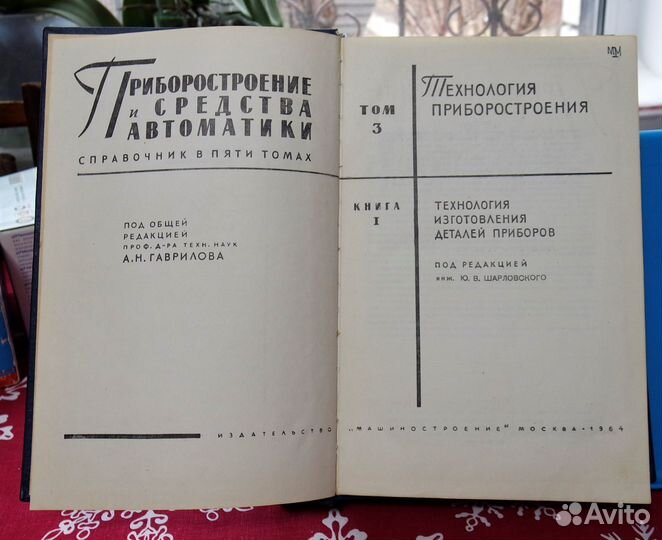 ПРИБОРОСТРОЕНИЕ
И СРЕДСТВА
АВТОМАТИКИ
СПРАВОЧНИК В ПЯТИ ТОМАХ
ПОД ОБЩЕЙ
РЕДАКЦИЕЙ
ПРОФ. Д-РА ТЕХН. НАУК
А.Н. ГАВРИЛОВА
ИЗДАТЕЛЬСТВО
ТОМ
3
ТЕХНОЛОГИЯ
ПРИБОРОСТРОЕНИЯ
КНИГА
I
ТЕХНОЛОГИЯ
ИЗГОТОВЛЕНИЯ
ДЕТАЛЕЙ ПРИБОРОВ
ПОД РЕДАКЦИЕЙ
инж. Ю. В. ШАРЛОВСКОГО
„МАШИНОСТРОЕНИЕ" МОСКВА - 1964
Avito